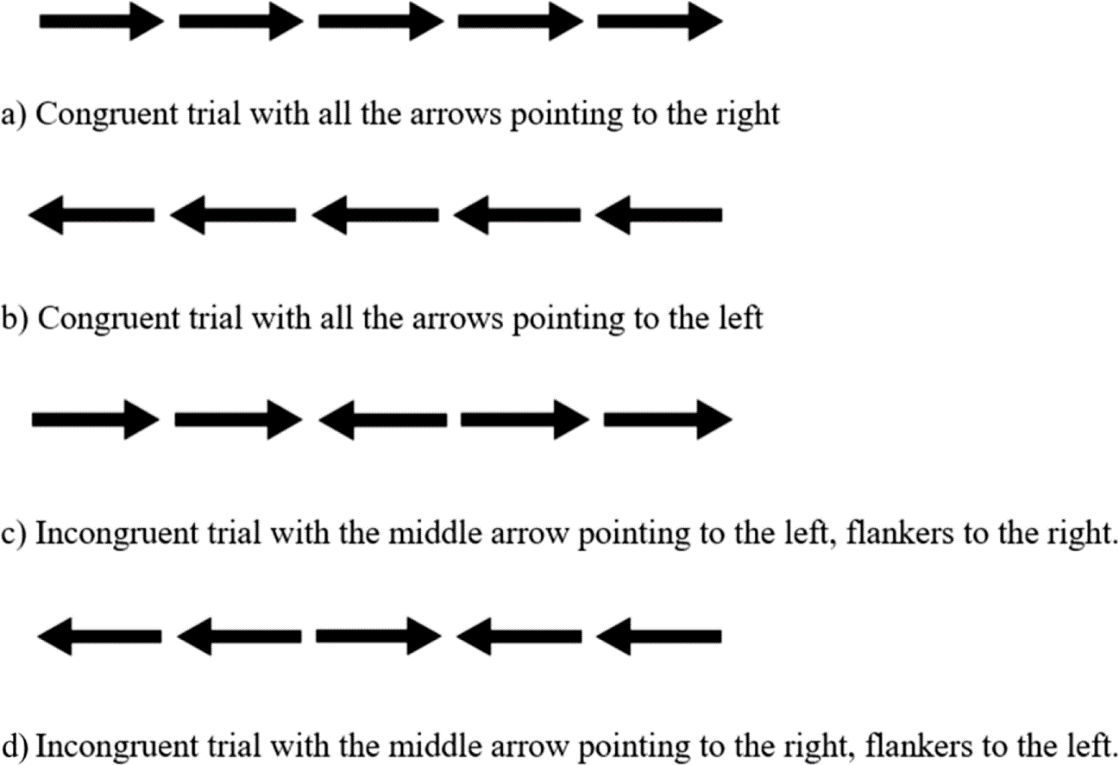 a) Congruent trial with all the arrows pointing to the right
b) Congruent trial with all the arrows pointing to the left
c) Incongruent trial with the middle arrow pointing to the left, flankers to the right.
d) Incongruent trial with the middle arrow pointing to the right, flankers to the left.